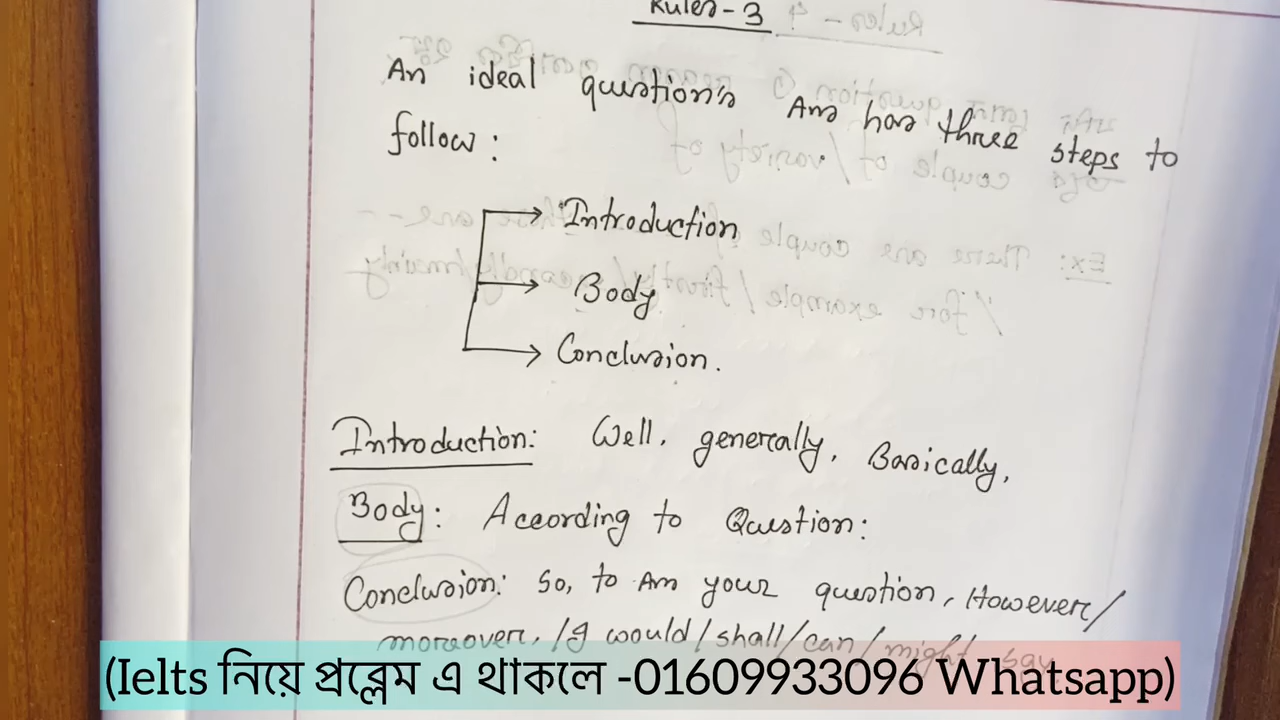 Rules - 3
An ideal question's Ans has three steps to
follow :
Introduction
Body
Conclusion.
Introduction: Well, generally, Basically,
Body : According to Question:
Conclusion: So, to Ans your question, However/
moreover, /I would/shall/can/might say
(Ielts নিয়ে প্রব্লেম এ থাকলে -01609933096 Whatsapp)